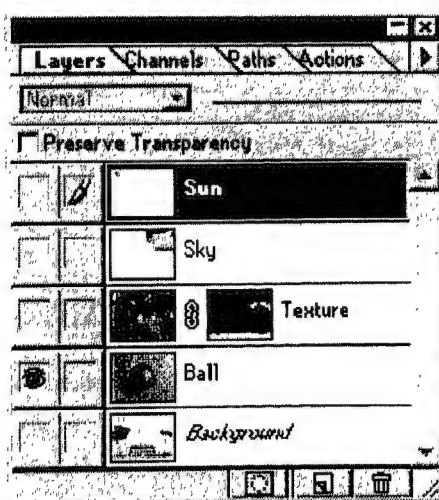 Layers Channels Paths Actions
Normal
Preserve Transparency
Sun
Sky
Texture
Ball
Background